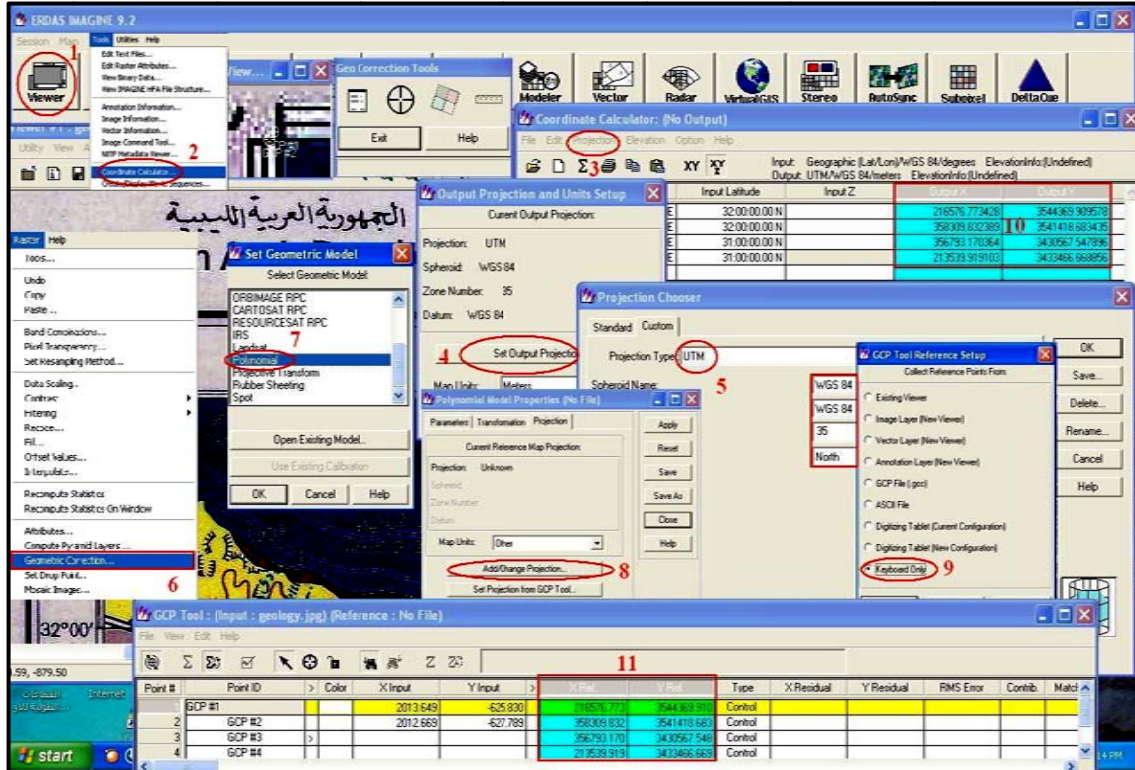 ERDAS IMAGINE 9.2
Session Map Tools Utilities Help
1
Edit Text Files...
Edit Raster Attributes...
View Binary Data...
View IMAGINE HFA File Structure...
Annotation Information...
Image Information...
Vector Information...
Image Command Tool...
NITF Metadata Viewer...
2
Coordinate Calculator...
Viewer
Geo Correction Tools
Exit Help
Modeler Vector Radar VirtualGIS Stereo AutoSync Subpixel DeltaCue
Coordinate Calculator: (No Output)
File Edit Projection Elevation Option Help
3
XY
Input: Geographic (Lat/Lon)/WGS 84/degrees ElevationInfo:(Undefined)
Output: UTM/WGS 84/meters ElevationInfo:(Undefined)
Input Latitude Input Z Output X Output Y
E 32:00:00.00 N 216576.773428 3544369.909578
E 32:00:00.00 N 358309.832389 3541418.683435
E 31:00:00.00 N 356793.170364 3430567.547896
E 31:00:00.00 N 213539.919103 3433466.668856
10
الجمهورية العربية الليبية
Output Projection and Units Setup
Current Output Projection:
Projection: UTM
Spheroid: WGS 84
Zone Number: 35
Datum: WGS 84
4
Set Output Projectio
Map Units: Meters
Raster Help
Undo
Copy
Paste ...
Band Combinations...
Pixel Transparency...
Set Resampling Method...
Data Scaling..
Contrast
Filtering
Recode...
Fill...
Offset Values...
Interpolate...
Recompute Statistics
Recompute Statistics On Window
Attributes...
Compute Pyramid Layers ...
Geometric Correction...
Set Drop Point...
Mosaic Images...
6
Set Geometric Model
Select Geometric Model:
ORBIMAGE RPC
CARTOSAT RPC
RESOURCESAT RPC
IRS
Landsat
Polynomial
Projective Transform
Rubber Sheeting
Spot
7
Open Existing Model...
Use Existing Calibration
OK Cancel Help
Projection Chooser
Standard Custom
Projection Type: UTM
5
Spheroid Name:
WGS 84
WGS 84
35
North
OK
Save...
Delete...
Rename...
Cancel
Help
Polynomial Model Properties (No File)
Parameters Transformation Projection
Current Reference Map Projection:
Projection: Unknown
Spheroid:
Zone Number:
Datum:
Map Units: Other
Add/Change Projection...
8
Set Projection from GCP Tool...
Apply
Reset
Save
Save As
Close
Help
GCP Tool Reference Setup
Collect Reference Points From:
Existing Viewer
Image Layer (New Viewer)
Vector Layer (New Viewer)
Annotation Layer (New Viewer)
GCP File (.gcc)
ASCII File
Digitizing Tablet (Current Configuration)
Digitizing Tablet (New Configuration)
Keyboard Only
9
32°00'
.59, -879.50
Internet
GCP Tool : (Input : geology.jpg) (Reference : No File)
File View Edit Help
11
Point # Point ID > Color X Input Y Input > X Ref. Y Ref. Type X Residual Y Residual RMS Error Contrib. Match
1 GCP #1 2013.649 -625.830 216576.773 3544369.910 Control
2 GCP #2 2012.669 -627.789 358309.832 3541418.683 Control
3 GCP #3 > 356793.170 3430567.548 Control
4 GCP #4 213539.919 3433466.669 Control
start
14 PM